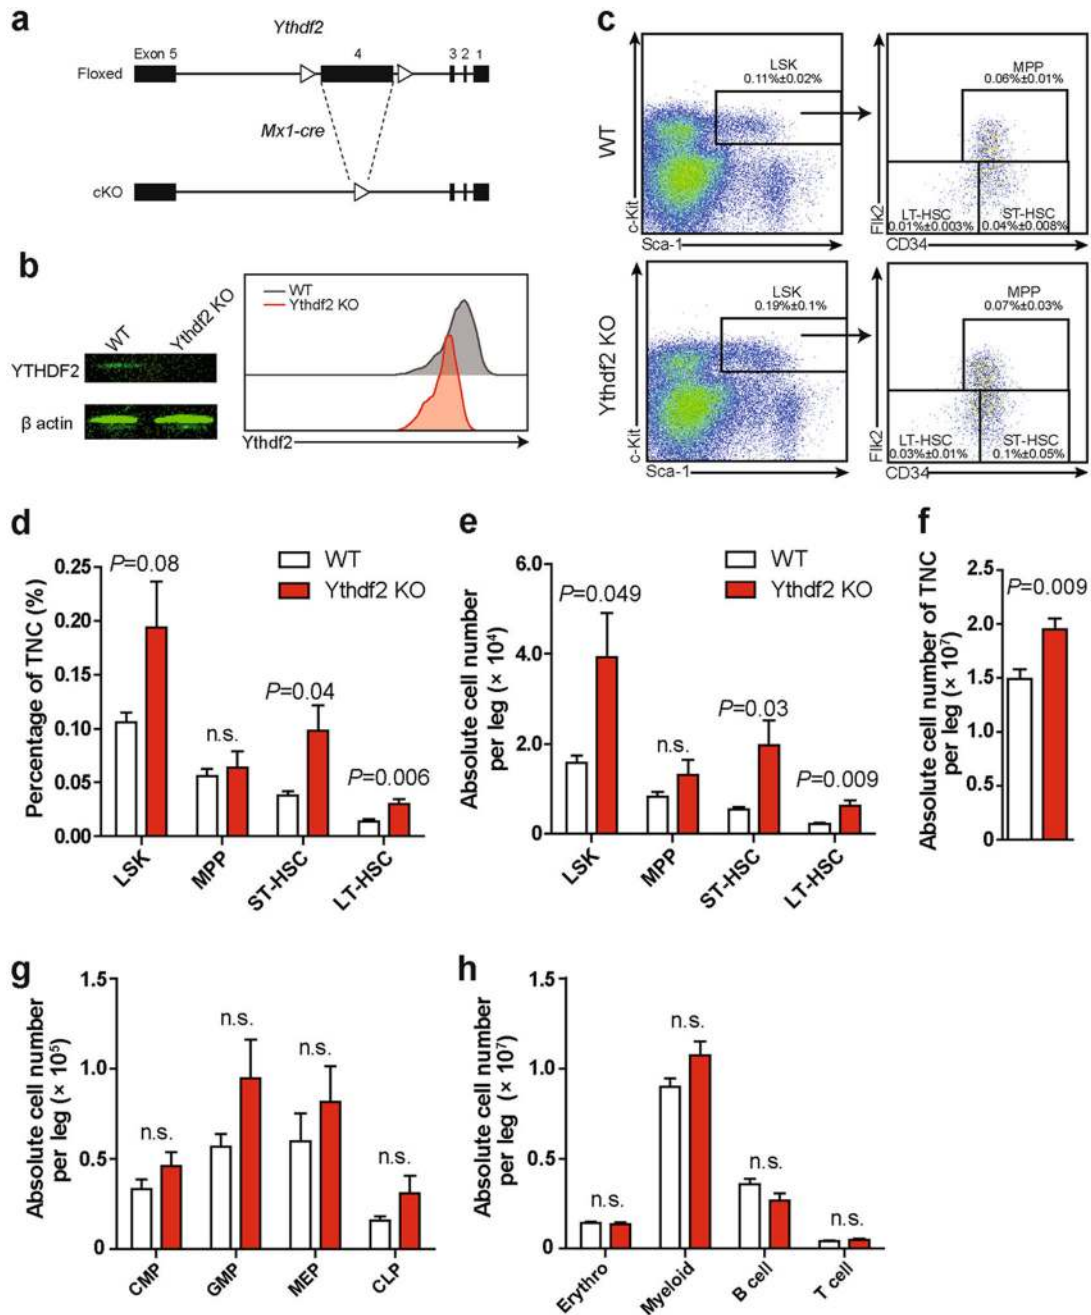 a
Ythdf2
Exon 5
4
3 2 1
Floxed
Mx1-cre
cKO
b
WT
Ythdf2 KO
YTHDF2
β actin
WT
Ythdf2 KO
Ythdf2
c
WT
c-Kit
LSK
0.11%±0.02%
Sca-1
Flk2
MPP
0.06%±0.01%
LT-HSC
0.01%±0.003%
ST-HSC
0.04%±0.008%
CD34
Ythdf2 KO
c-Kit
LSK
0.19%±0.1%
Sca-1
Flk2
MPP
0.07%±0.03%
LT-HSC
0.03%±0.01%
ST-HSC
0.1%±0.05%
CD34
d
WT
Ythdf2 KO
Percentage of TNC (%)
0.25
0.20
0.15
0.10
0.05
0.00
P=0.08
n.s.
P=0.04
P=0.006
LSK
MPP
ST-HSC
LT-HSC
e
WT
Ythdf2 KO
Absolute cell number
per leg (× 10⁴)
6.0
4.0
2.0
0
P=0.049
n.s.
P=0.03
P=0.009
LSK
MPP
ST-HSC
LT-HSC
f
Absolute cell number of TNC
per leg (× 10⁷)
2.5
2.0
1.5
1.0
0.5
0
P=0.009
g
Absolute cell number
per leg (× 10⁵)
1.5
1.0
0.5
0
n.s.
n.s.
n.s.
n.s.
CMP
GMP
MEP
CLP
h
Absolute cell number
per leg (× 10⁷)
1.5
1.0
0.5
0
n.s.
n.s.
n.s.
n.s.
Erythro
Myeloid
B cell
T cell